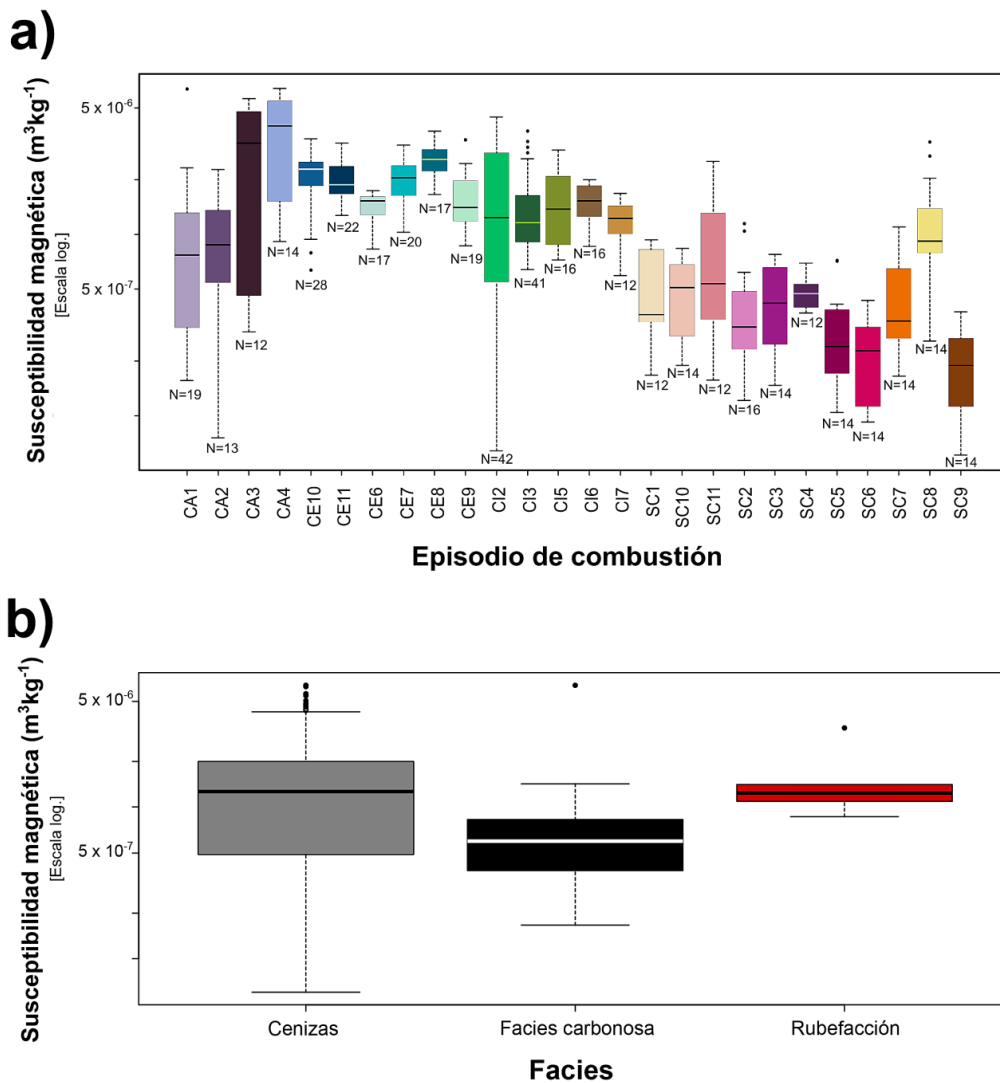 a)
Susceptibilidad magnética (m³kg⁻¹)
[Escala log.]
5 x 10⁻⁶
5 x 10⁻⁷
N=19
N=13
N=12
N=14
N=28
N=22
N=17
N=20
N=17
N=19
N=42
N=41
N=16
N=16
N=12
N=12
N=14
N=12
N=16
N=14
N=12
N=14
N=14
N=14
N=14
N=14
CA1
CA2
CA3
CA4
CE10
CE11
CE6
CE7
CE8
CE9
CI2
CI3
CI5
CI6
CI7
SC1
SC10
SC11
SC2
SC3
SC4
SC5
SC6
SC7
SC8
SC9
Episodio de combustión
b)
Susceptibilidad magnética (m³kg⁻¹)
[Escala log.]
5 x 10⁻⁶
5 x 10⁻⁷
Cenizas
Facies carbonosa
Rubefacción
Facies